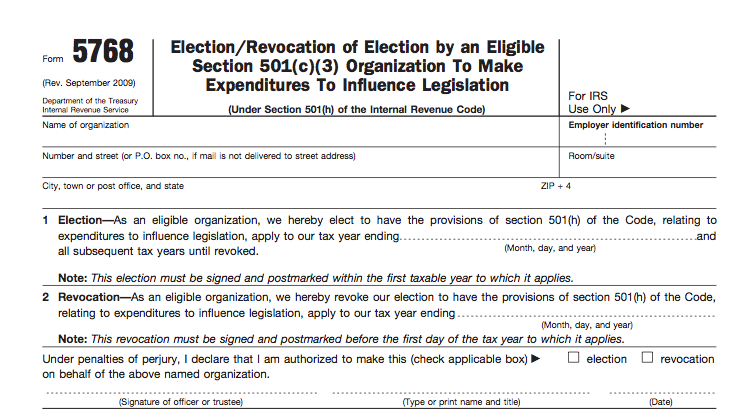 Form 5768
(Rev. September 2009)
Department of the Treasury
Internal Revenue Service
Election/Revocation of Election by an Eligible
Section 501(c)(3) Organization To Make
Expenditures To Influence Legislation
(Under Section 501(h) of the Internal Revenue Code)
For IRS
Use Only ▶
Name of organization
Employer identification number
Number and street (or P.O. box no., if mail is not delivered to street address)
Room/suite
City, town or post office, and state
ZIP + 4
1 Election—As an eligible organization, we hereby elect to have the provisions of section 501(h) of the Code, relating to
expenditures to influence legislation, apply to our tax year ending and
(Month, day, and year)
all subsequent tax years until revoked.
Note: This election must be signed and postmarked within the first taxable year to which it applies.
2 Revocation—As an eligible organization, we hereby revoke our election to have the provisions of section 501(h) of the Code,
relating to expenditures to influence legislation, apply to our tax year ending
(Month, day, and year)
Note: This revocation must be signed and postmarked before the first day of the tax year to which it applies.
Under penalties of perjury, I declare that I am authorized to make this (check applicable box) ▶ ☐ election ☐ revocation
on behalf of the above named organization.
(Signature of officer or trustee) (Type or print name and title) (Date)